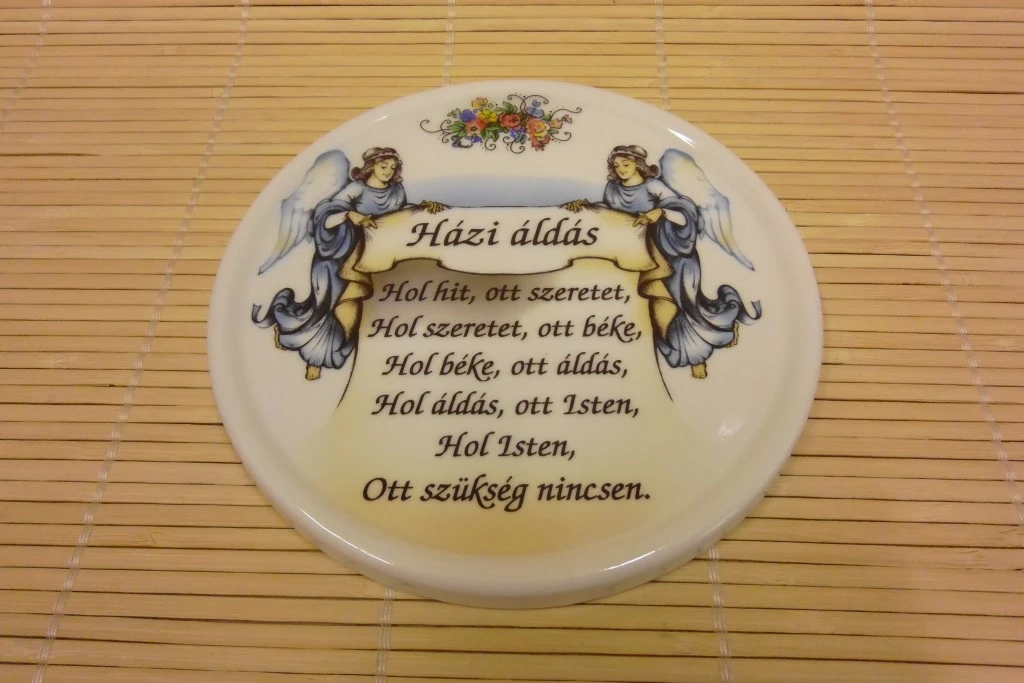 Házi áldás
Hol hit, ott szeretet,
Hol szeretet, ott béke,
Hol béke, ott áldás,
Hol áldás, ott Isten,
Hol Isten,
Ott szükség nincsen.